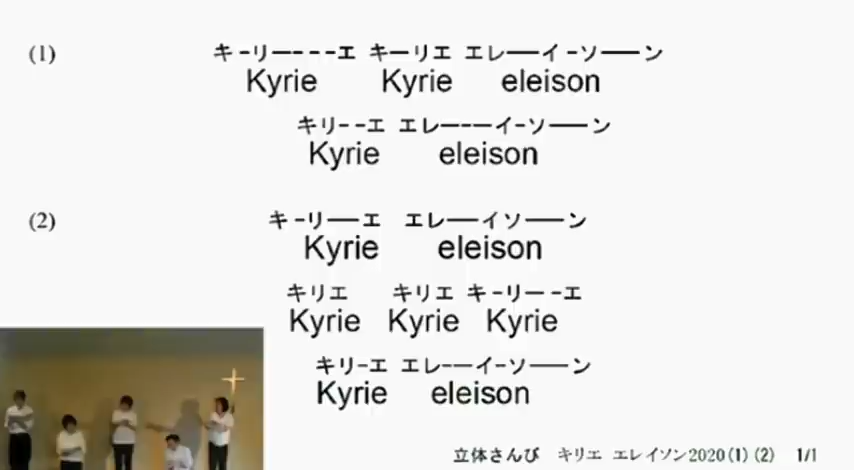 (1) キ-リ----エ キーリエ エレーイ-ソーン
Kyrie Kyrie eleison
キリ--エ エレ---イ-ソーン
Kyrie eleison
(2) キ-リーエ エレーイソーン
Kyrie eleison
キリエ キリエ キ-リ--エ
Kyrie Kyrie Kyrie
キリ-エ エレ--イ-ソーン
Kyrie eleison
立体さんび キリエ エレイソン2020(1)(2) 1/1